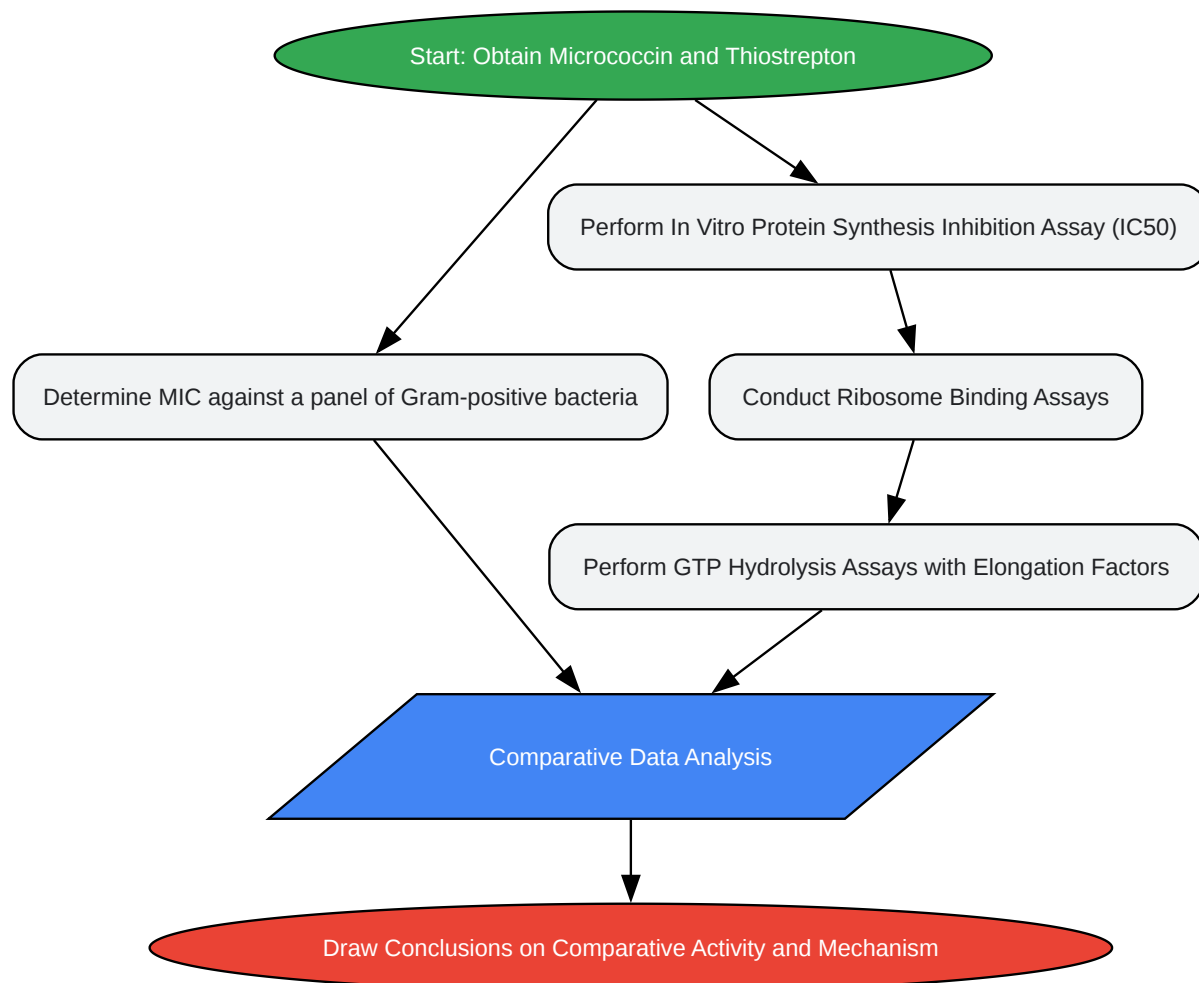 Start: Obtain Micrococcin and Thiostrepton
Perform In Vitro Protein Synthesis Inhibition Assay (IC50)
Determine MIC against a panel of Gram-positive bacteria
Conduct Ribosome Binding Assays
Perform GTP Hydrolysis Assays with Elongation Factors
Comparative Data Analysis
Draw Conclusions on Comparative Activity and Mechanism